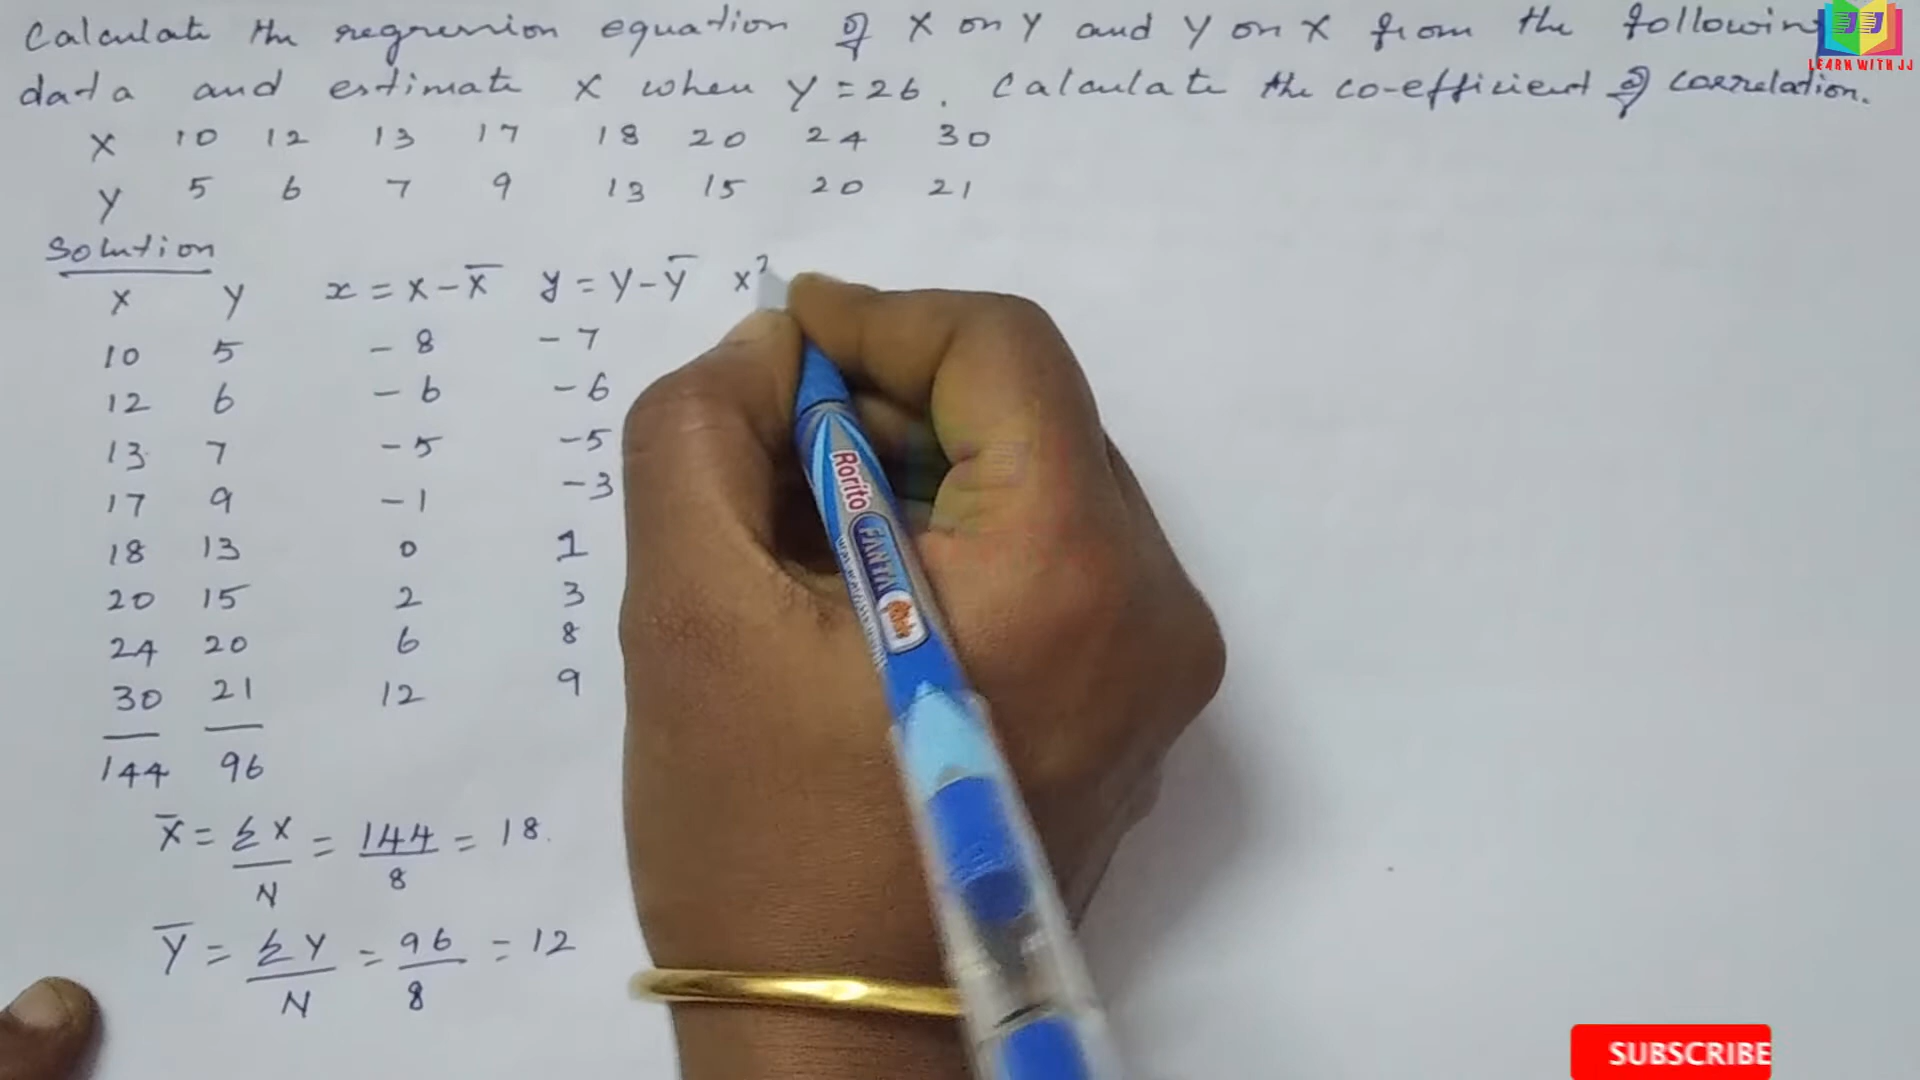 Calculate the regression equation of X on Y and Y on X from the following
data and estimate X when Y = 26. Calculate the co-efficient of correlation.
LEARN WITH JJ
X 10 12 13 17 18 20 24 30
Y 5 6 7 9 13 15 20 21
Solution
X Y x = X - X̅ y = Y - Y̅ x²
10 5 - 8 - 7
12 6 - 6 - 6
13 7 - 5 - 5
17 9 - 1 - 3
18 13 0 1
20 15 2 3
24 20 6 8
30 21 12 9
144 96
X̅ = ΣX / N = 144 / 8 = 18.
Y̅ = ΣY / N = 96 / 8 = 12
Rorito
FANTA
SUBSCRIBE